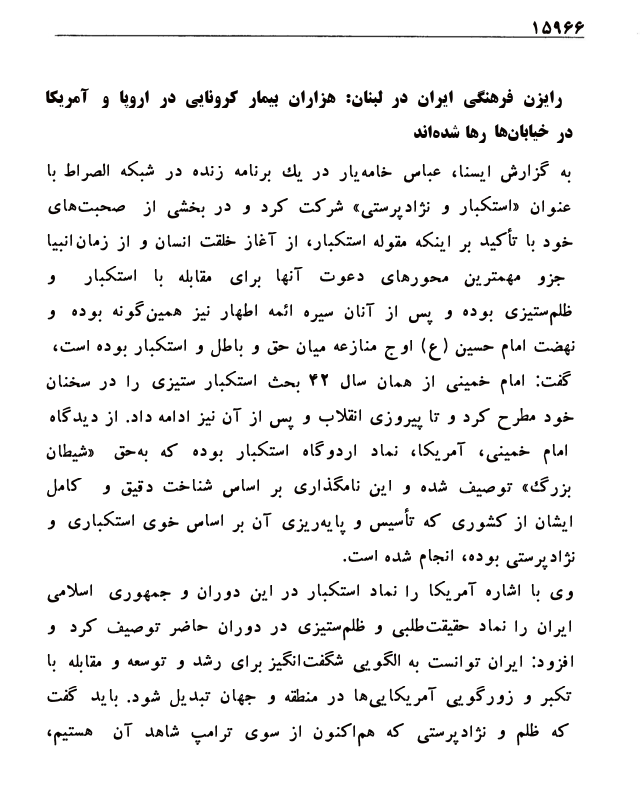 ۱۵۹۶۶
رایزن فرهنگی ایران در لبنان: هزاران بیمار کرونایی در اروپا و آمریکا
در خیابان‌ها رها شده‌اند
به گزارش ایسنا، عباس خامه‌یار در یك برنامه زنده در شبکه الصراط با
عنوان «استکبار و نژادپرستی» شرکت کرد و در بخشی از صحبت‌های
خود با تأکید بر اینکه مقوله استکبار، از آغاز خلقت انسان و از زمان‌انبیا
جزو مهمترین محورهای دعوت آنها برای مقابله با استکبار و
ظلم‌ستیزی بوده و پس از آنان سیره ائمه اطهار نیز همین‌گونه بوده و
نهضت امام حسین (ع) اوج منازعه میان حق و باطل و استکبار بوده است،
گفت: امام خمینی از همان سال ۴۲ بحث استکبار ستیزی را در سخنان
خود مطرح کرد و تا پیروزی انقلاب و پس از آن نیز ادامه داد. از دیدگاه
امام خمینی، آمریکا، نماد اردوگاه استکبار بوده که به‌حق «شیطان
بزرگ» توصیف شده و این نامگذاری بر اساس شناخت دقیق و کامل
ایشان از کشوری که تأسیس و پایه‌ریزی آن بر اساس خوی استکباری و
نژادپرستی بوده، انجام شده است.
وی با اشاره آمریکا را نماد استکبار در این دوران و جمهوری اسلامی
ایران را نماد حقیقت‌طلبی و ظلم‌ستیزی در دوران حاضر توصیف کرد و
افزود: ایران توانست به الگویی شگفت‌انگیز برای رشد و توسعه و مقابله با
تکبر و زورگویی آمریکایی‌ها در منطقه و جهان تبدیل شود. باید گفت
که ظلم و نژادپرستی که هم‌اکنون از سوی ترامپ شاهد آن هستیم،